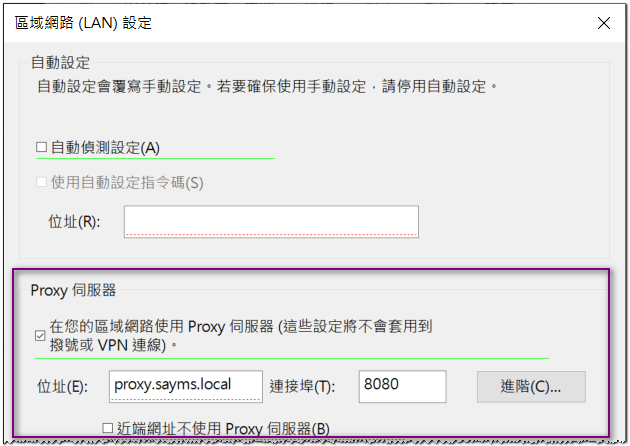 區域網路 (LAN) 設定
自動設定
自動設定會覆寫手動設定。若要確保使用手動設定，請停用自動設定。
自動偵測設定(A)
使用自動設定指令碼(S)
位址(R):
Proxy 伺服器
在您的區域網路使用 Proxy 伺服器 (這些設定將不會套用到
撥號或 VPN 連線)。
位址(E): proxy.sayms.local 連接埠(T): 8080 進階(C)...
近端網址不使用 Proxy 伺服器(B)